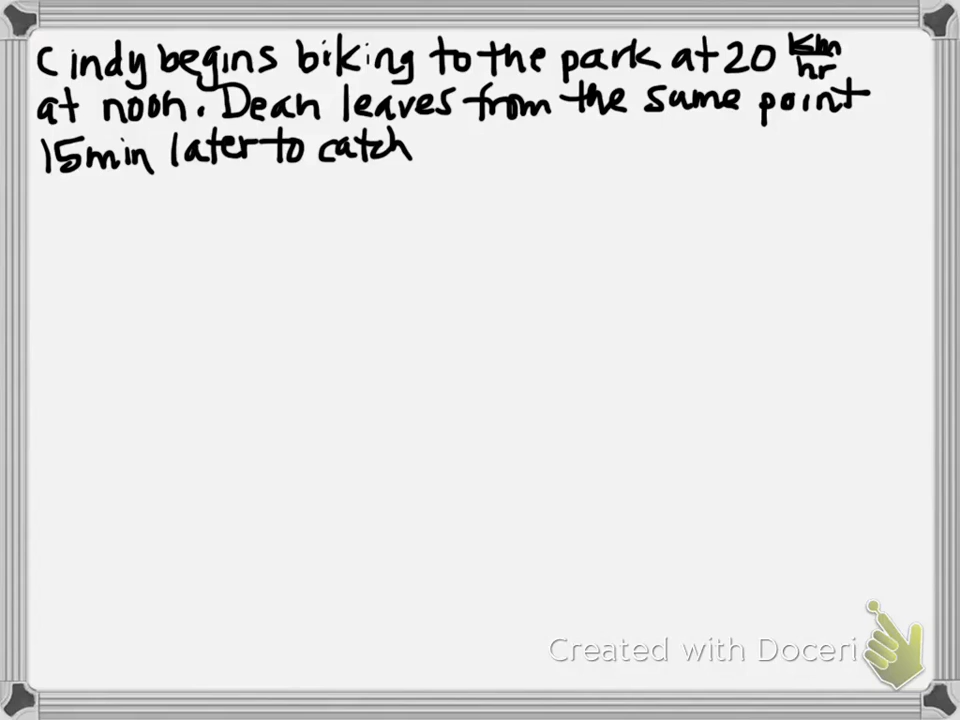 Cindy begins biking to the park at 20 km/hr
at noon. Dean leaves from the same point
15min later to catch
Created with Doceri